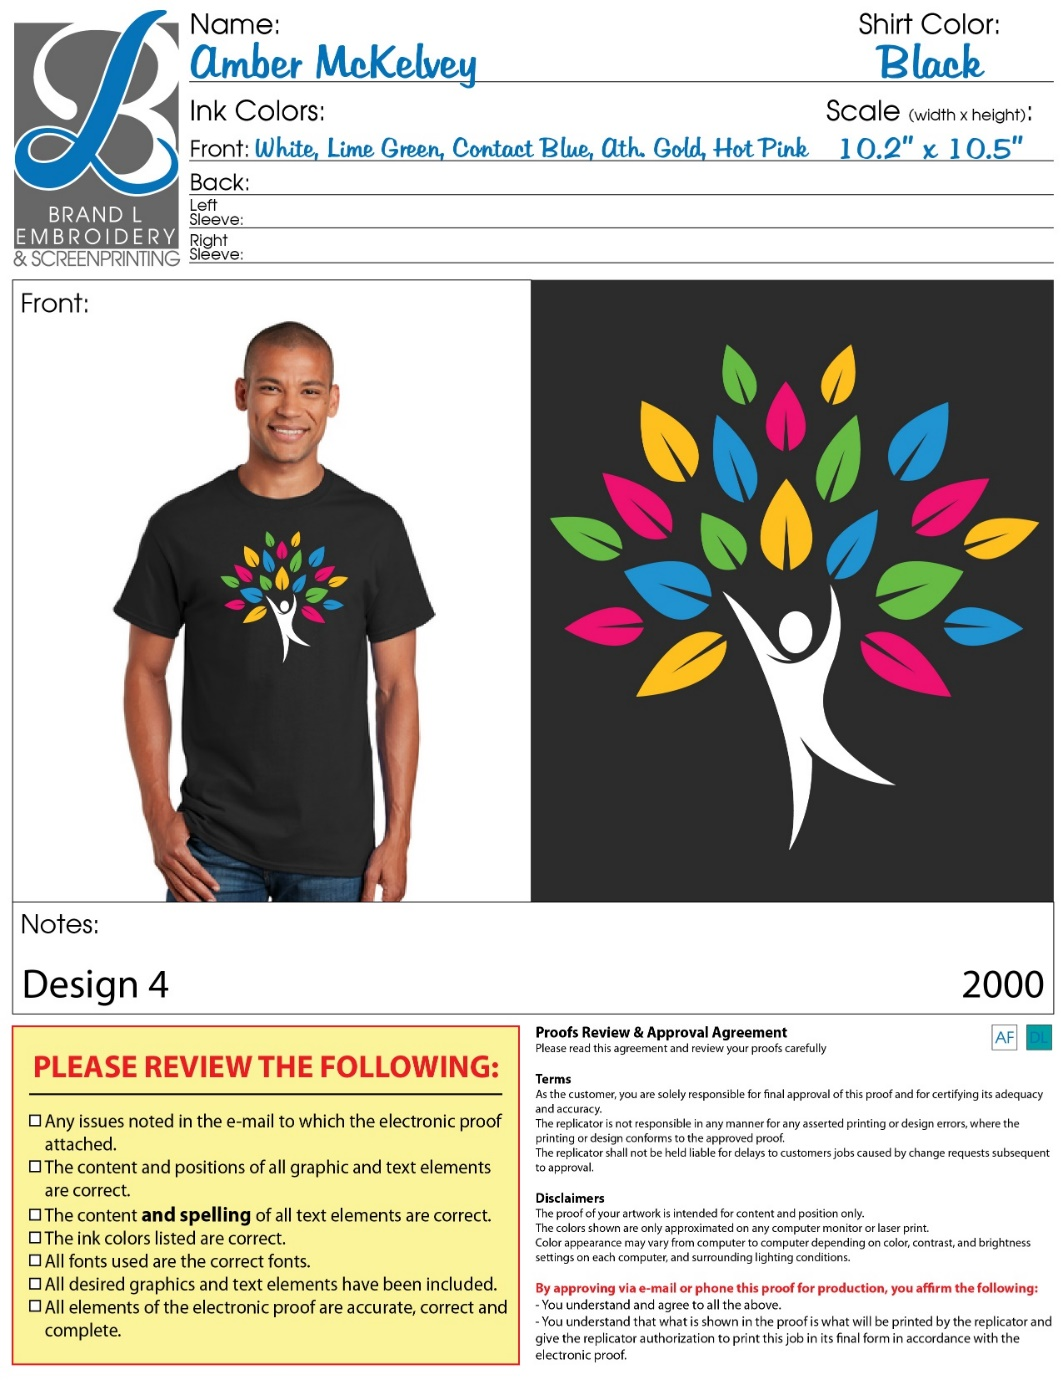 Name:
Shirt Color:
Amber McKelvey
Black
Ink Colors:
Scale (width x height):
Front: White, Lime Green, Contact Blue, Ath. Gold, Hot Pink
10.2" x 10.5"
Back:
Left
Sleeve:
Right
Sleeve:
BRAND L
EMBROIDERY
& SCREENPRINTING
Front:
Notes:
Design 4
2000
PLEASE REVIEW THE FOLLOWING:
Any issues noted in the e-mail to which the electronic proof
attached.
The content and positions of all graphic and text elements
are correct.
The content and spelling of all text elements are correct.
The ink colors listed are correct.
All fonts used are the correct fonts.
All desired graphics and text elements have been included.
All elements of the electronic proof are accurate, correct and
complete.
Proofs Review & Approval Agreement
Please read this agreement and review your proofs carefully
AF
DL
Terms
As the customer, you are solely responsible for final approval of this proof and for certifying its adequacy
and accuracy.
The replicator is not responsible in any manner for any asserted printing or design errors, where the
printing or design conforms to the approved proof.
The replicator shall not be held liable for delays to customers jobs caused by change requests subsequent
to approval.
Disclaimers
The proof of your artwork is intended for content and position only.
The colors shown are only approximated on any computer monitor or laser print.
Color appearance may vary from computer to computer depending on color, contrast, and brightness
settings on each computer, and surrounding lighting conditions.
By approving via e-mail or phone this proof for production, you affirm the following:
- You understand and agree to all the above.
- You understand that what is shown in the proof is what will be printed by the replicator and
give the replicator authorization to print this job in its final form in accordance with the
electronic proof.